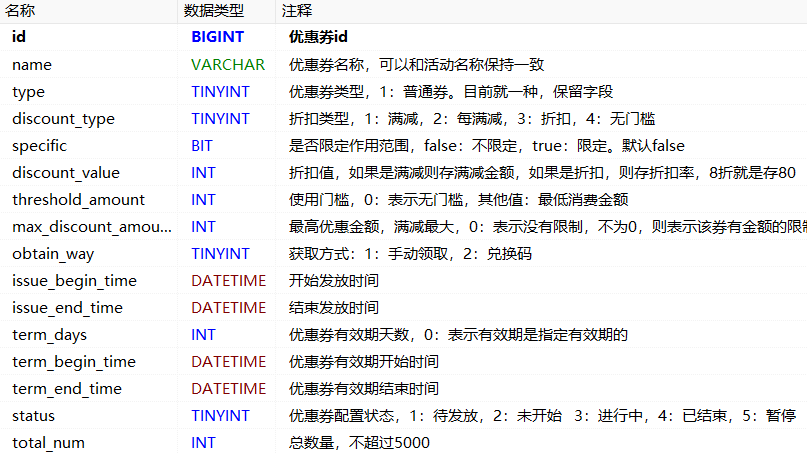 名称 数据类型 注释
id BIGINT 优惠券id
name VARCHAR 优惠券名称，可以和活动名称保持一致
type TINYINT 优惠券类型，1：普通券。目前就一种，保留字段
discount_type TINYINT 折扣类型，1：满减，2：每满减，3：折扣，4：无门槛
specific BIT 是否限定作用范围，false：不限定，true：限定。默认false
discount_value INT 折扣值，如果是满减则存满减金额，如果是折扣，则存折扣率，8折就是存80
threshold_amount INT 使用门槛，0：表示无门槛，其他值：最低消费金额
max_discount_amou... INT 最高优惠金额，满减最大，0：表示没有限制，不为0，则表示该券有金额的限制
obtain_way TINYINT 获取方式：1：手动领取，2：兑换码
issue_begin_time DATETIME 开始发放时间
issue_end_time DATETIME 结束发放时间
term_days INT 优惠券有效期天数，0：表示有效期是指定有效期的
term_begin_time DATETIME 优惠券有效期开始时间
term_end_time DATETIME 优惠券有效期结束时间
status TINYINT 优惠券配置状态，1：待发放，2：未开始 3：进行中，4：已结束，5：暂停
total_num INT 总数量，不超过5000